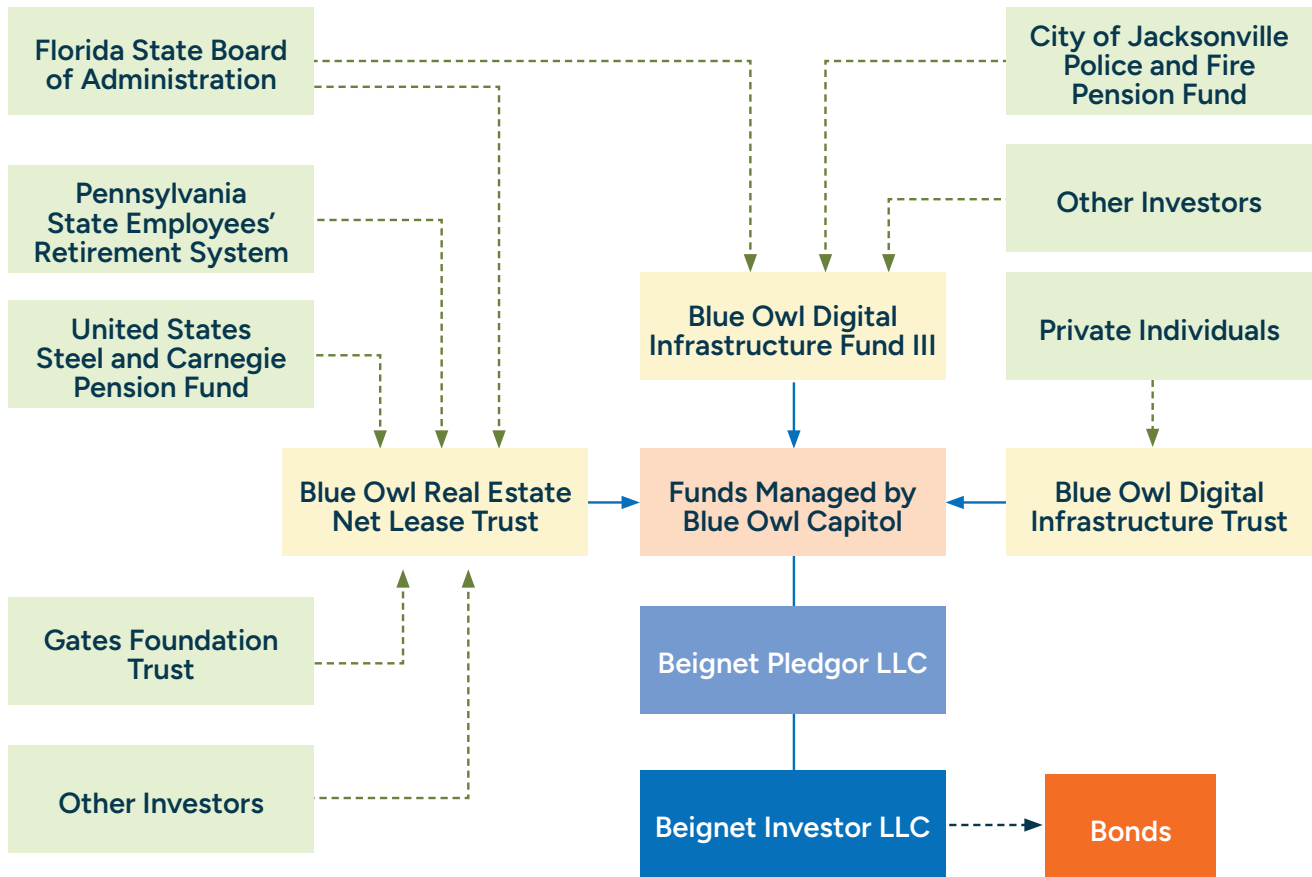 Florida State Board
of Administration
City of Jacksonville
Police and Fire
Pension Fund
Pennsylvania
State Employees’
Retirement System
Other Investors
United States
Steel and Carnegie
Pension Fund
Blue Owl Digital
Infrastructure Fund III
Private Individuals
Blue Owl Real Estate
Net Lease Trust
Funds Managed by
Blue Owl Capitol
Blue Owl Digital
Infrastructure Trust
Gates Foundation
Trust
Beignet Pledgor LLC
Other Investors
Beignet Investor LLC
Bonds